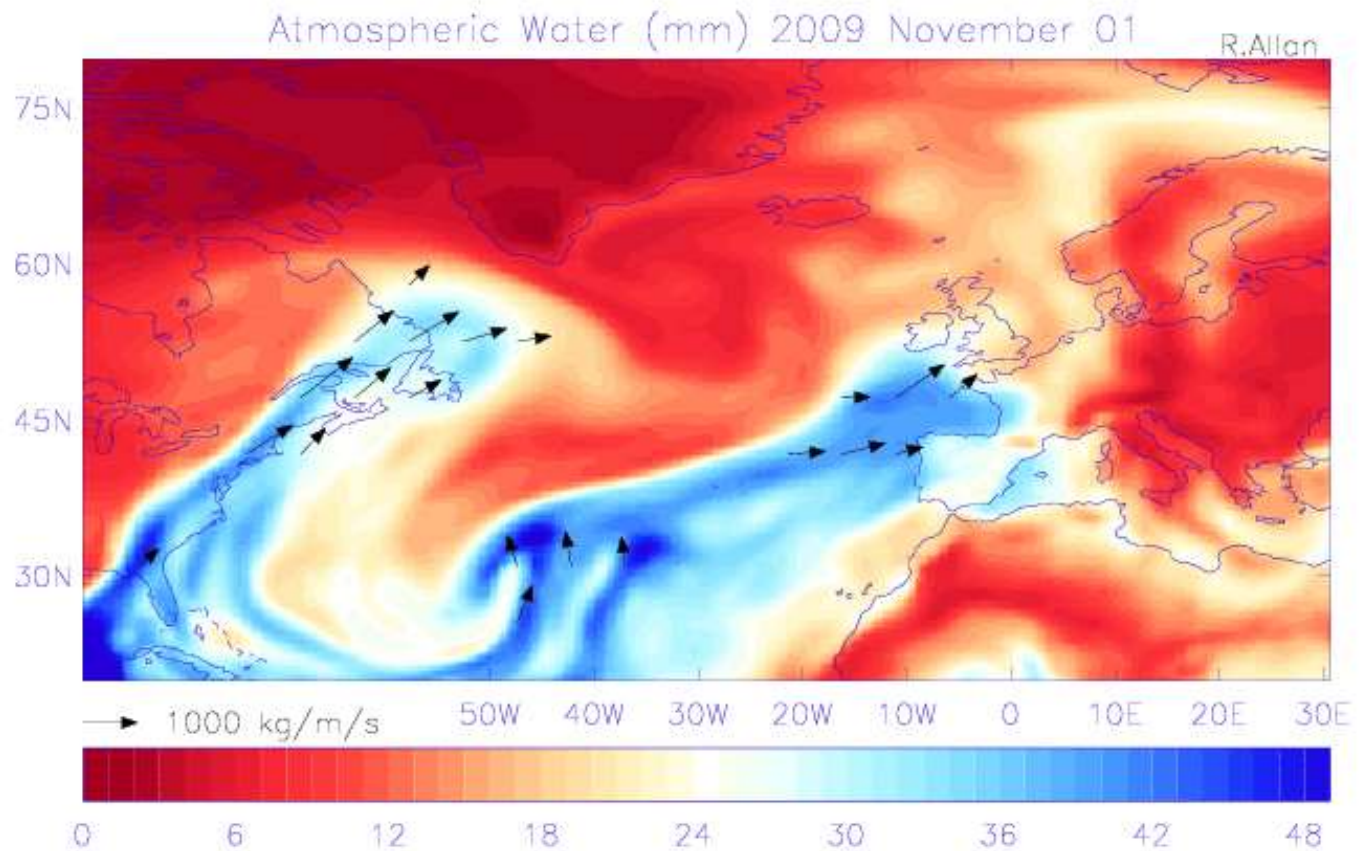 Atmospheric Water (mm) 2009 November 01
R.Allan
75N
60N
45N
30N
1000 kg/m/s
50W 40W 30W 20W 10W 0 10E 20E 30E
0 6 12 18 24 30 36 42 48